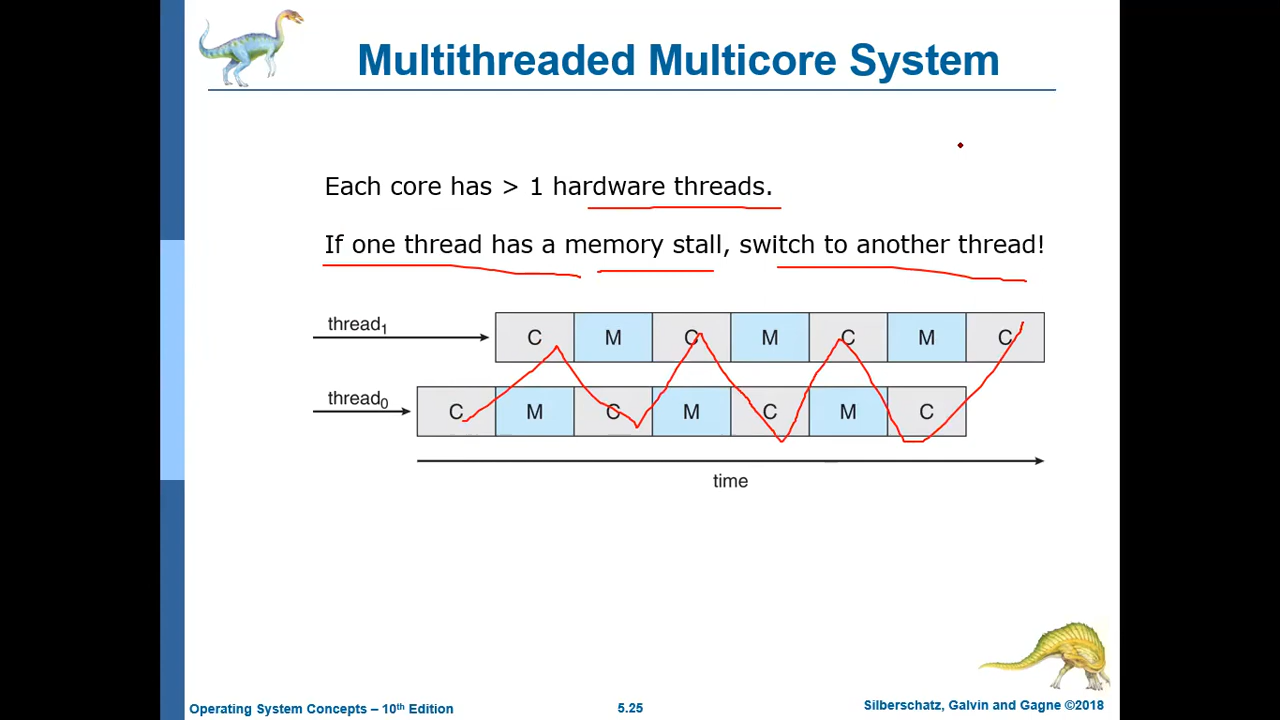 Multithreaded Multicore System
Each core has > 1 hardware threads.
If one thread has a memory stall, switch to another thread!
thread1
C M C M C M C
thread0
C M C M C M C
time
Operating System Concepts – 10th Edition
5.25
Silberschatz, Galvin and Gagne ©2018